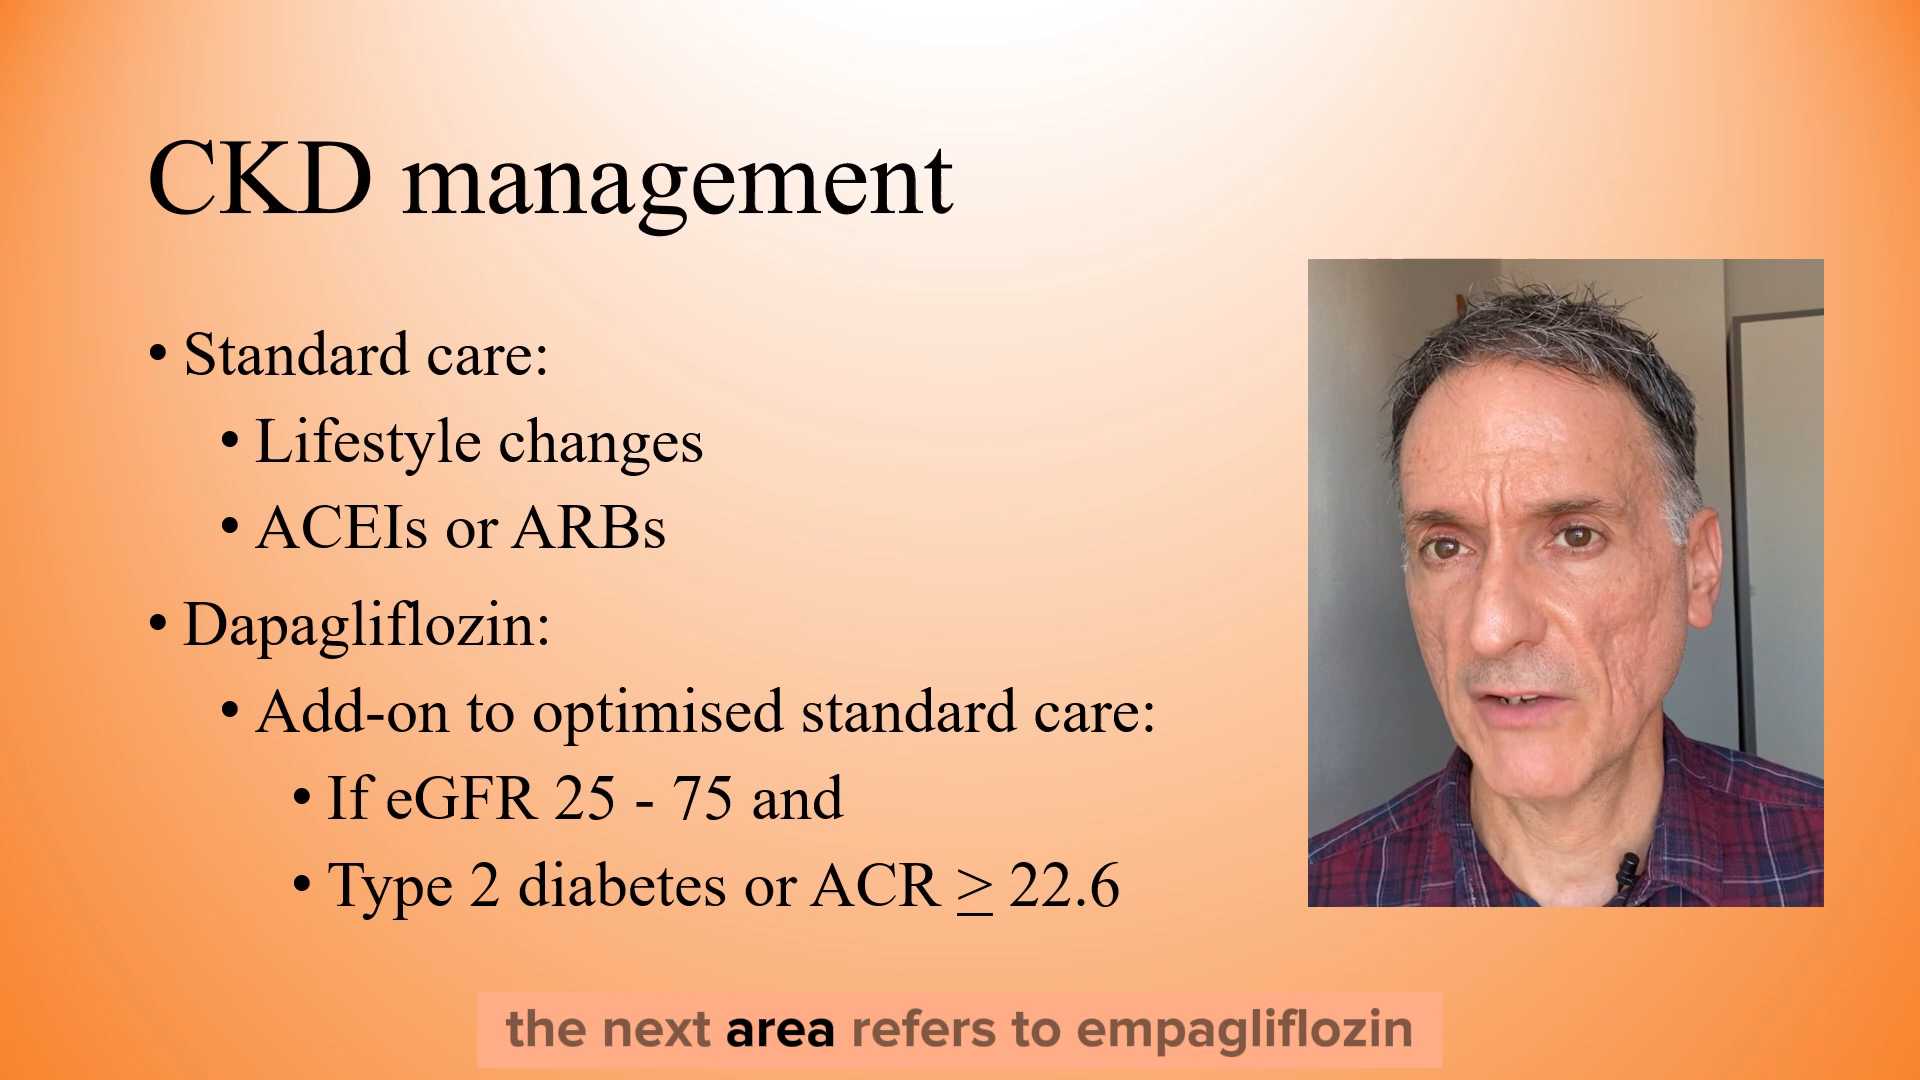 CKD management
• Standard care:
• Lifestyle changes
• ACEIs or ARBs
• Dapagliflozin:
• Add-on to optimised standard care:
• If eGFR 25 - 75 and
• Type 2 diabetes or ACR ≥ 22.6
the next area refers to empagliflozin